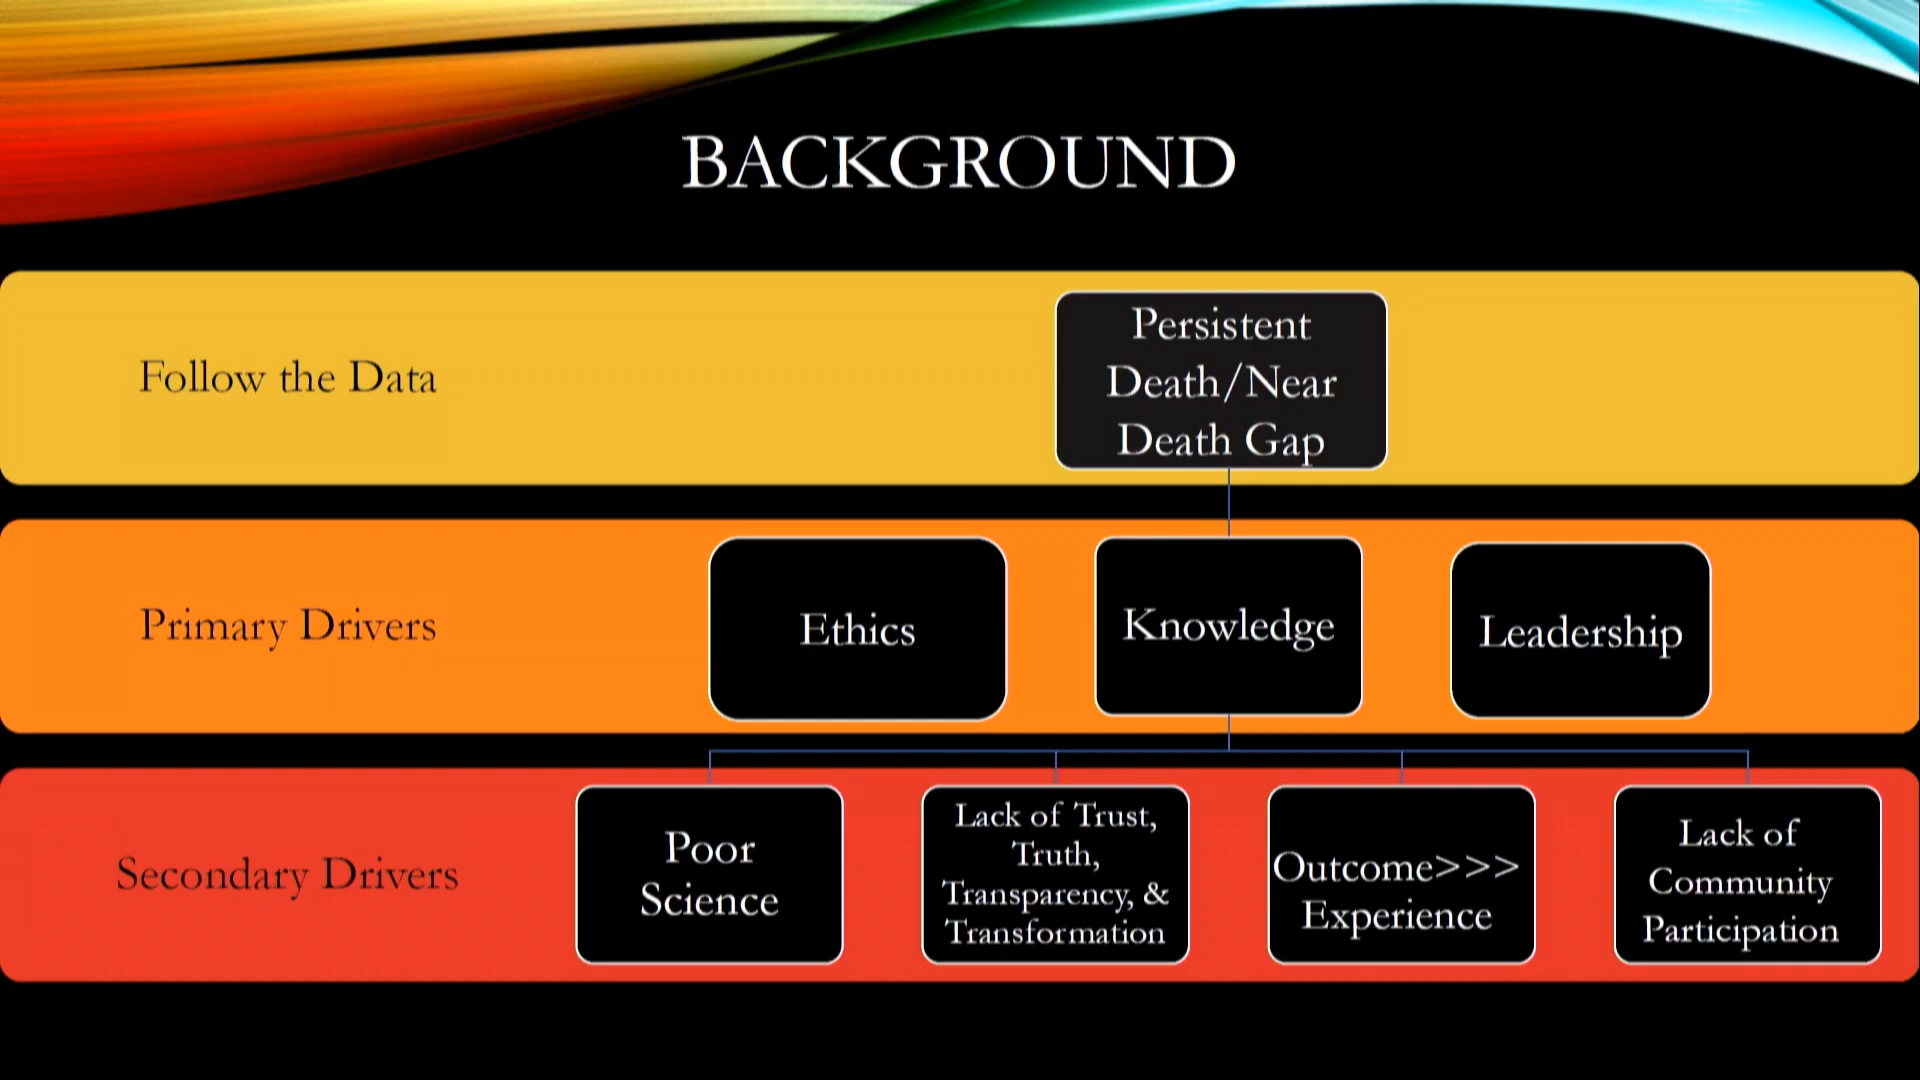 BACKGROUND
Follow the Data
Persistent
Death/Near
Death Gap
Primary Drivers
Ethics
Knowledge
Leadership
Secondary Drivers
Poor
Science
Lack of Trust,
Truth,
Transparency, &
Transformation
Outcome>>>
Experience
Lack of
Community
Participation